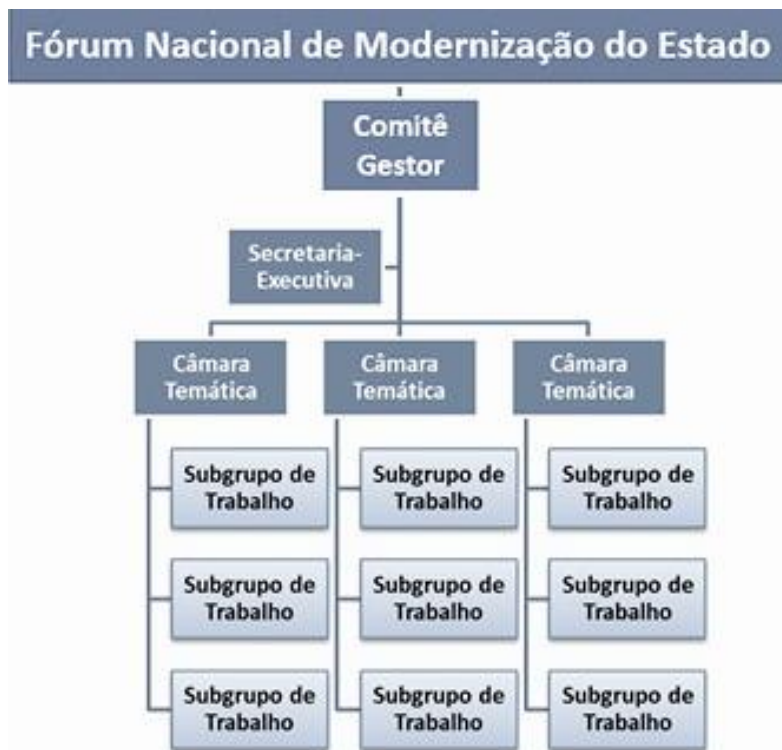 Fórum Nacional de Modernização do Estado
Comitê
Gestor
Secretaria-
Executiva
Câmara
Temática
Câmara
Temática
Câmara
Temática
Subgrupo de
Trabalho
Subgrupo de
Trabalho
Subgrupo de
Trabalho
Subgrupo de
Trabalho
Subgrupo de
Trabalho
Subgrupo de
Trabalho
Subgrupo de
Trabalho
Subgrupo de
Trabalho
Subgrupo de
Trabalho